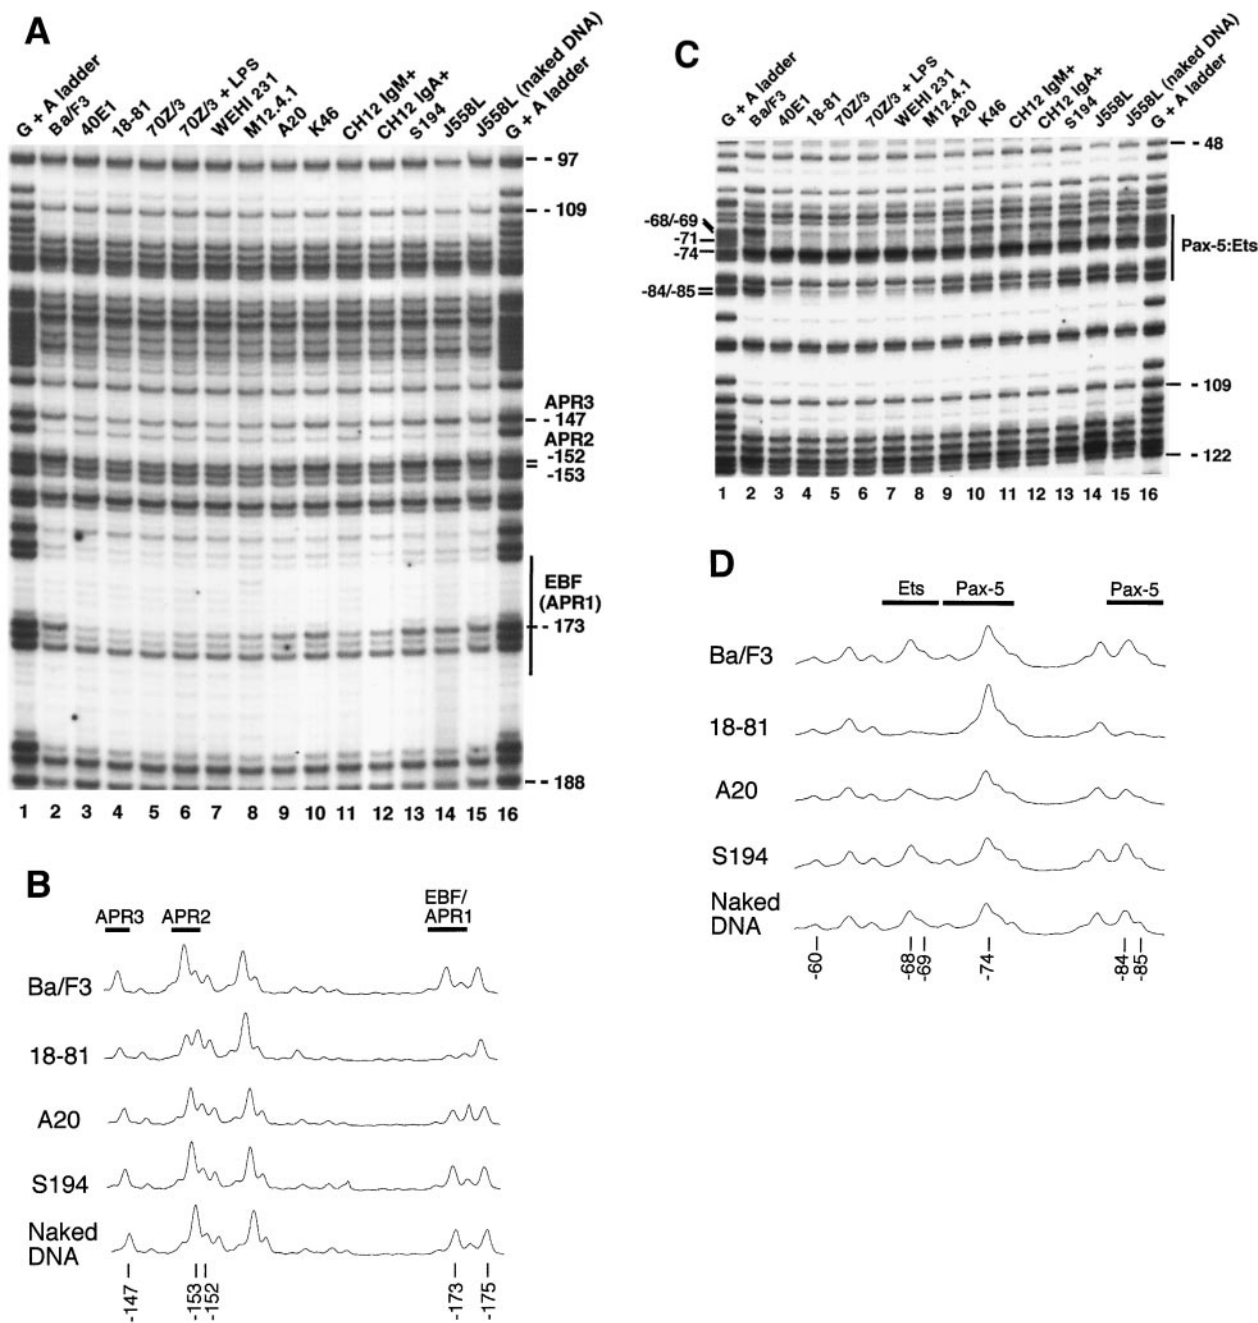 A
G + A ladder
Ba/F3
40E1
18-81
70Z/3
70Z/3 + LPS
WEHI 231
M12.4.1
A20
K46
CH12 IgM+
CH12 IgA+
S194
J558L
J558L (naked DNA)
G + A ladder
- - 97
- - 109
APR3
- - 147
APR2
-152
-153
EBF
(APR1)
- - 173
- - 188
1 2 3 4 5 6 7 8 9 10 11 12 13 14 15 16
B
APR3 APR2 EBF/
APR1
Ba/F3
18-81
A20
S194
Naked
DNA
-147
-153
-152
-173
-175
C
G + A ladder
Ba/F3
40E1
18-81
70Z/3
70Z/3 + LPS
WEHI 231
M12.4.1
A20
K46
CH12 IgM+
CH12 IgA+
S194
J558L
J558L (naked DNA)
G + A ladder
- - 48
-68/-69
-71
-74
-84/-85
Pax-5:Ets
- - 109
- - 122
1 2 3 4 5 6 7 8 9 10 11 12 13 14 15 16
D
Ets Pax-5 Pax-5
Ba/F3
18-81
A20
S194
Naked
DNA
-60
-68
-69
-74
-84
-85